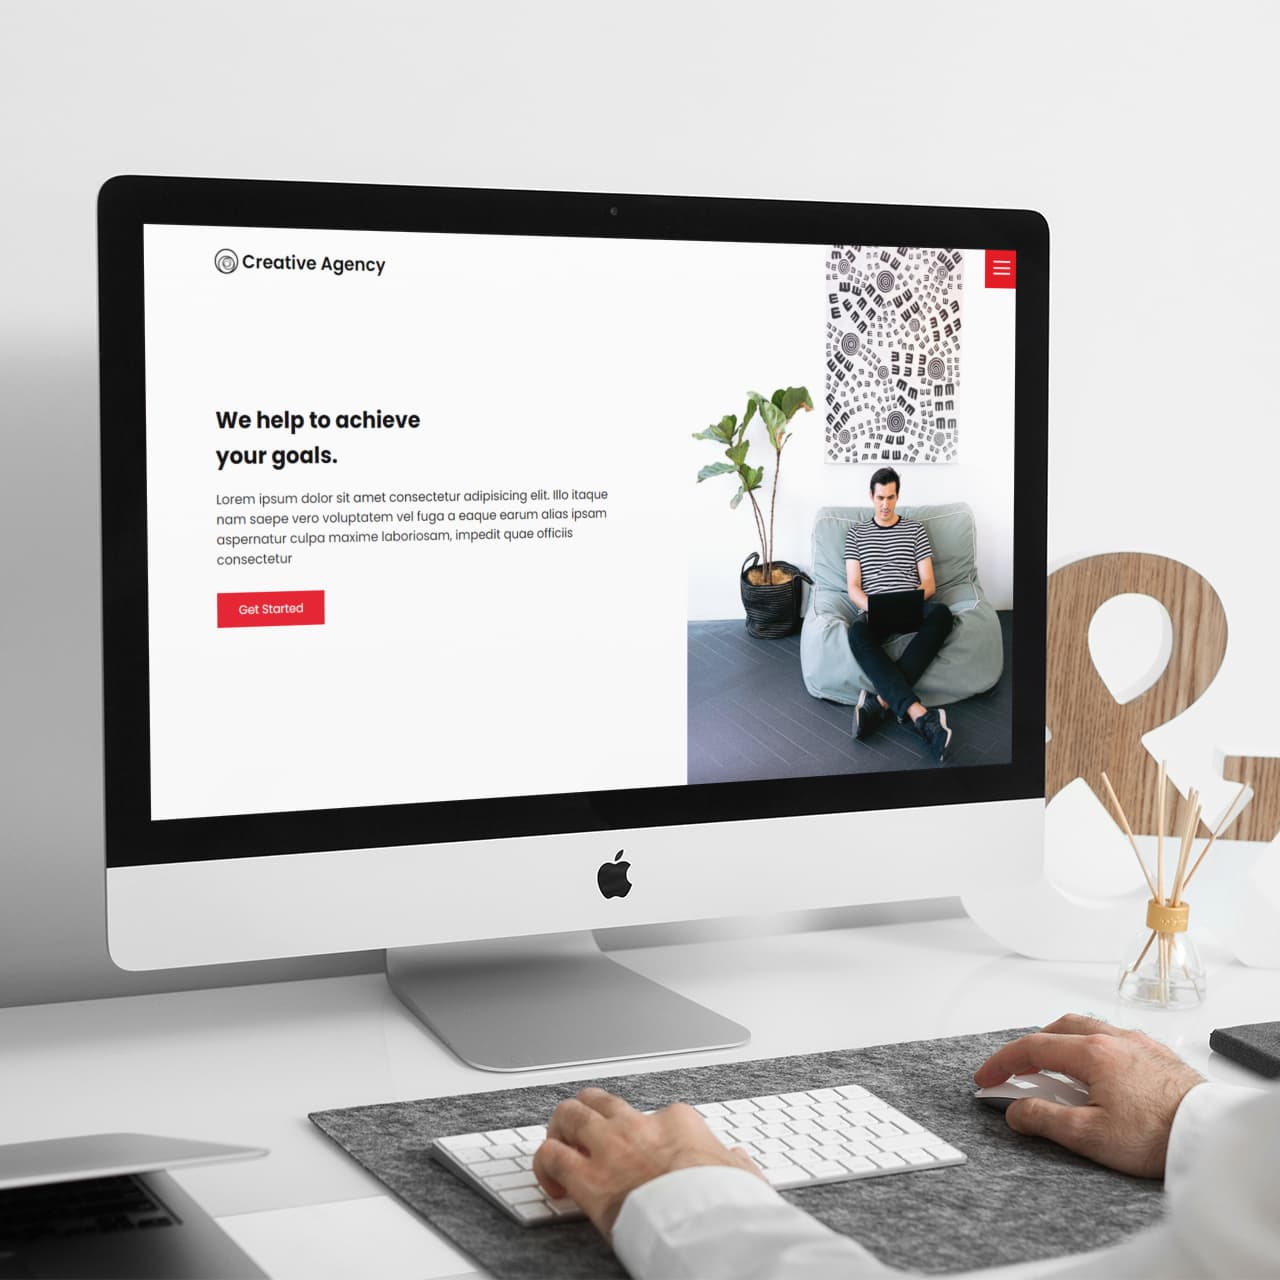 Creative Agency
We help to achieve
your goals.
Lorem ipsum dolor sit amet consectetur adipisicing elit. Illo itaque
nam saepe vero voluptatem vel fuga a eaque earum alias ipsam
aspernatur culpa maxime laboriosam, impedit quae officiis
consectetur
Get Started
&